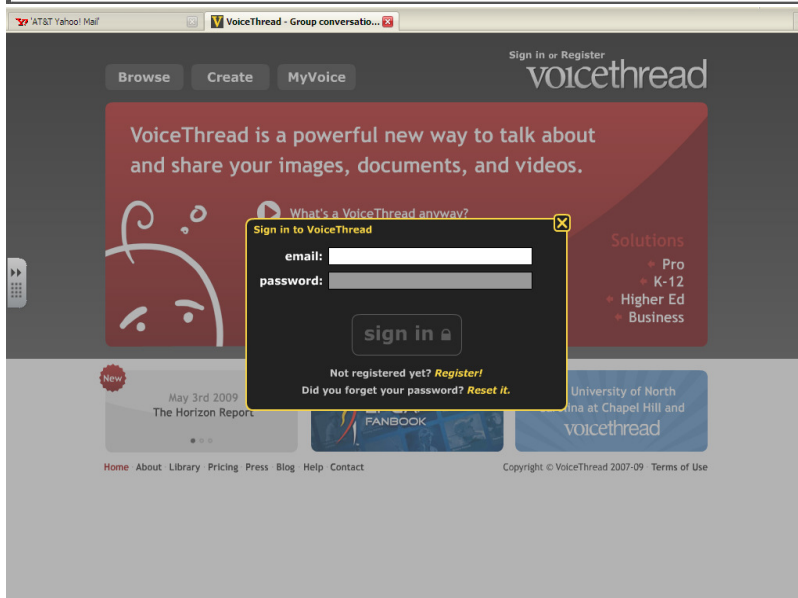 'AT&T Yahoo! Mail'
VoiceThread - Group conversatio...
Sign in or Register
Browse
Create
MyVoice
voicethread
VoiceThread is a powerful new way to talk about
and share your images, documents, and videos.
What's a VoiceThread anyway?
Sign in to VoiceThread
email:
password:
sign in
Not registered yet? Register!
Did you forget your password? Reset it.
Solutions
Pro
K-12
Higher Ed
Business
New
May 3rd 2009
The Horizon Report
FANBOOK
University of North
at Chapel Hill and
voicethread
Home About Library Pricing Press Blog Help Contact
Copyright © VoiceThread 2007-09 Terms of Use